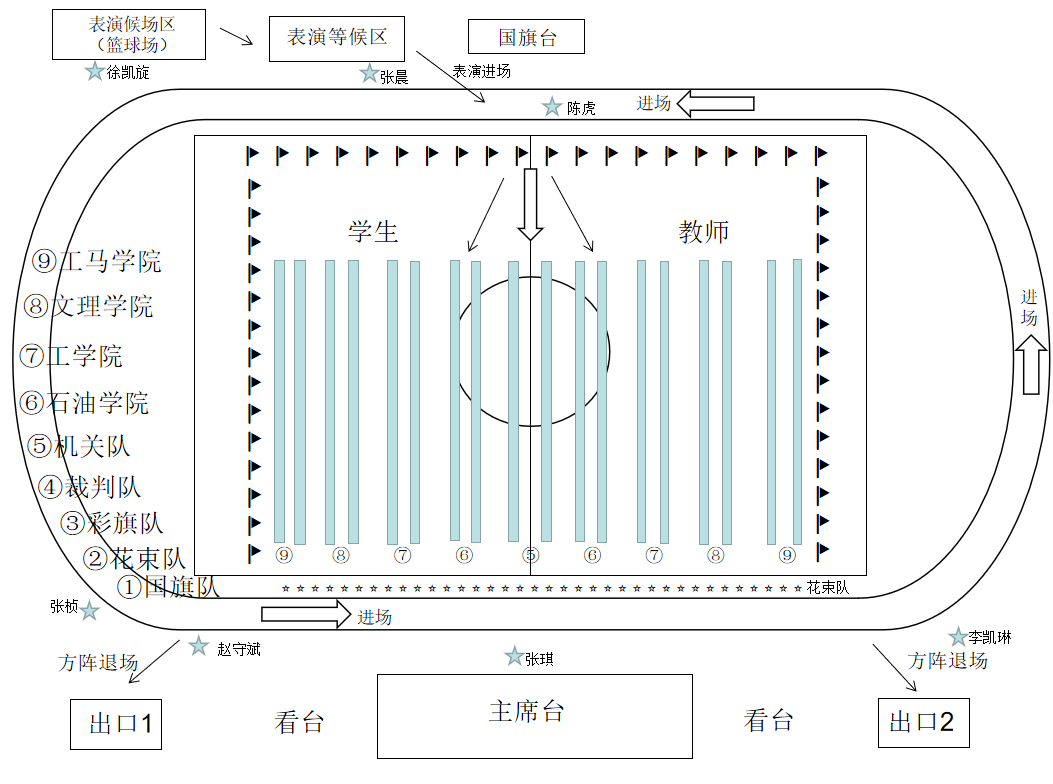 表演候场区
（篮球场）
表演等候区
国旗台
徐凯旋
张晨
表演进场
陈虎
进场
学生
教师
⑨工马学院
⑧文理学院
⑦工学院
⑥石油学院
⑤机关队
④裁判队
③彩旗队
②花束队
①国旗队
进
场
⑨
⑧
⑦
⑥
⑤
⑥
⑦
⑧
⑨
花束队
张桢
进场
赵守斌
张琪
李凯琳
方阵退场
方阵退场
出口1
看台
主席台
看台
出口2